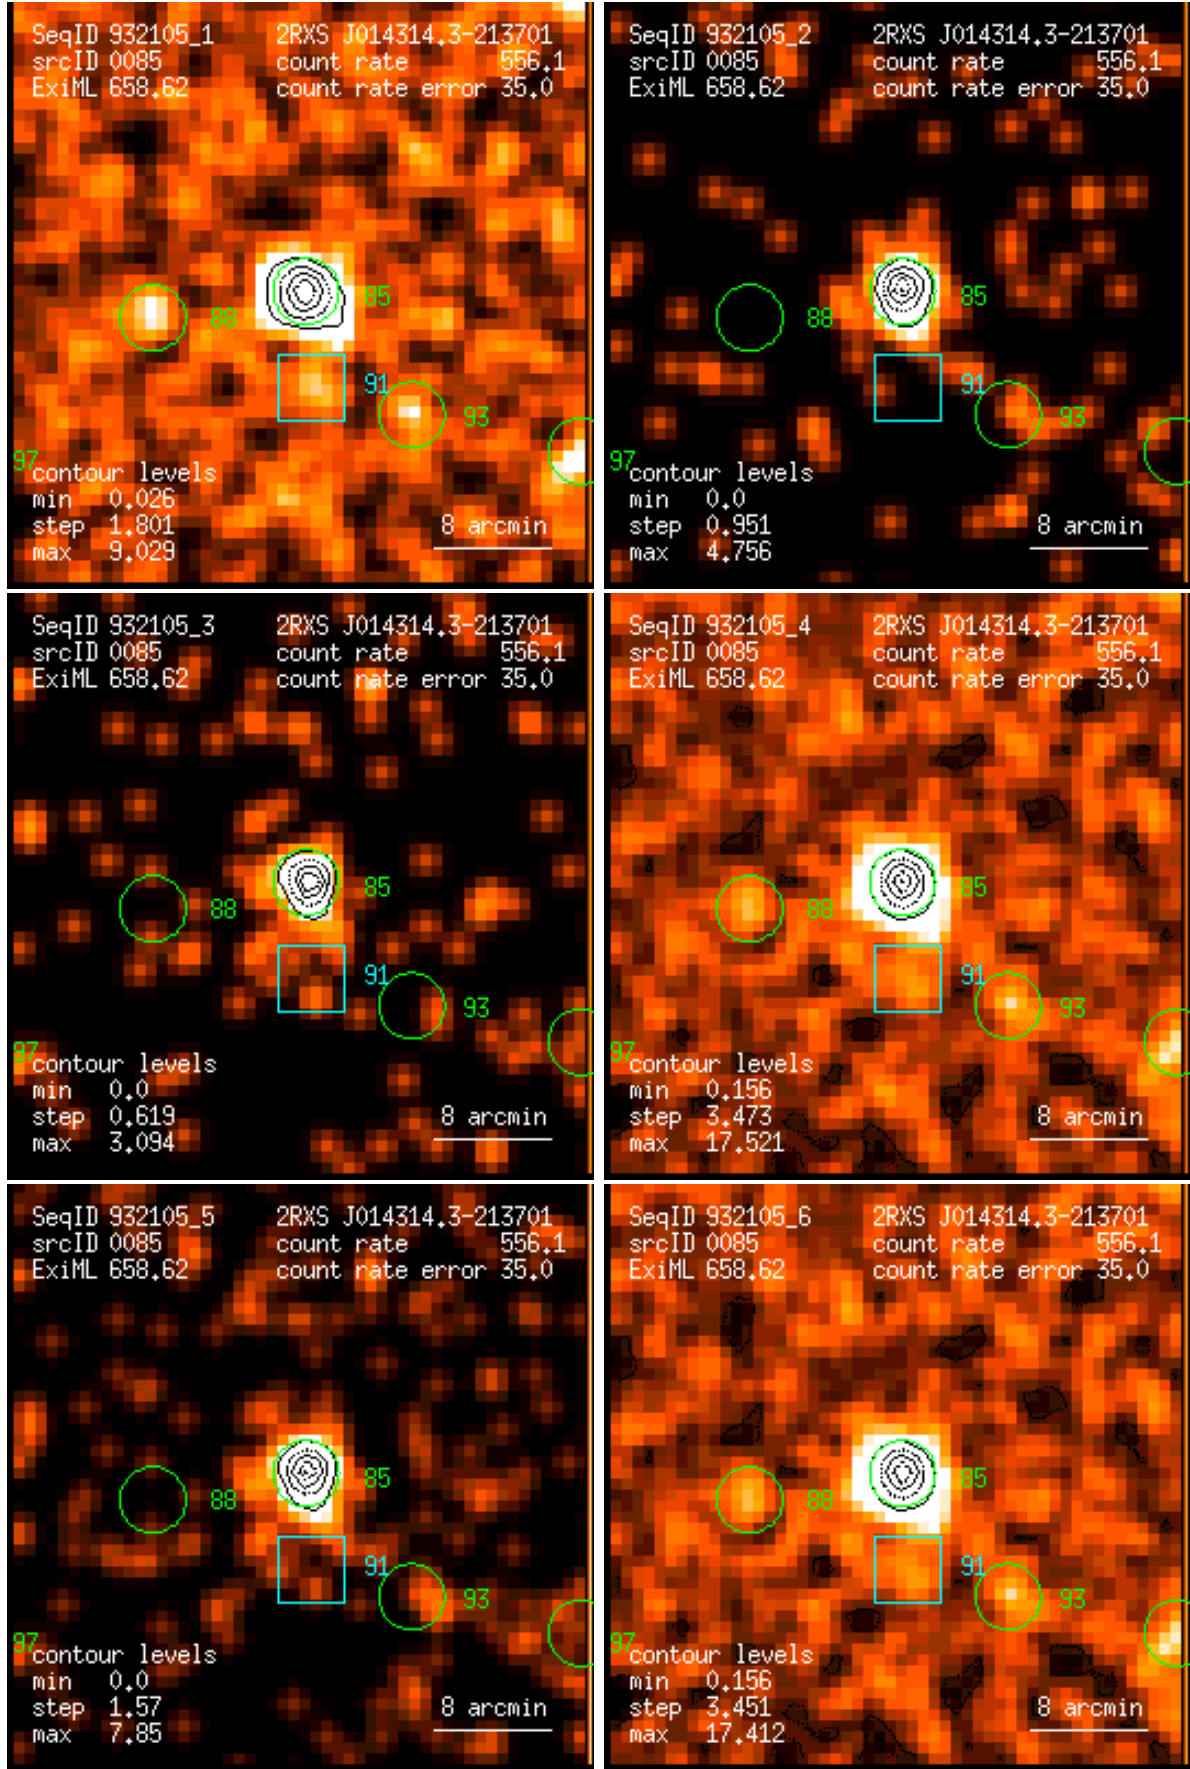 SeqID 932105_1 2RXS J014314.3-213701
srcID 0085 count rate 556.1
ExiML 658.62 count rate error 35.0
85
88
91
93
97
contour levels
min 0.026
step 1.801 8 arcmin
max 9.029
SeqID 932105_2 2RXS J014314.3-213701
srcID 0085 count rate 556.1
ExiML 658.62 count rate error 35.0
85
88
91
93
97
contour levels
min 0.0
step 0.951 8 arcmin
max 4.756
SeqID 932105_3 2RXS J014314.3-213701
srcID 0085 count rate 556.1
ExiML 658.62 count rate error 35.0
85
88
91
93
97
contour levels
min 0.0
step 0.619 8 arcmin
max 3.094
SeqID 932105_4 2RXS J014314.3-213701
srcID 0085 count rate 556.1
ExiML 658.62 count rate error 35.0
85
88
91
93
97
contour levels
min 0.156
step 3.473 8 arcmin
max 17.521
SeqID 932105_5 2RXS J014314.3-213701
srcID 0085 count rate 556.1
ExiML 658.62 count rate error 35.0
85
88
91
93
97
contour levels
min 0.0
step 1.57 8 arcmin
max 7.85
SeqID 932105_6 2RXS J014314.3-213701
srcID 0085 count rate 556.1
ExiML 658.62 count rate error 35.0
85
88
91
93
97
contour levels
min 0.156
step 3.451 8 arcmin
max 17.412